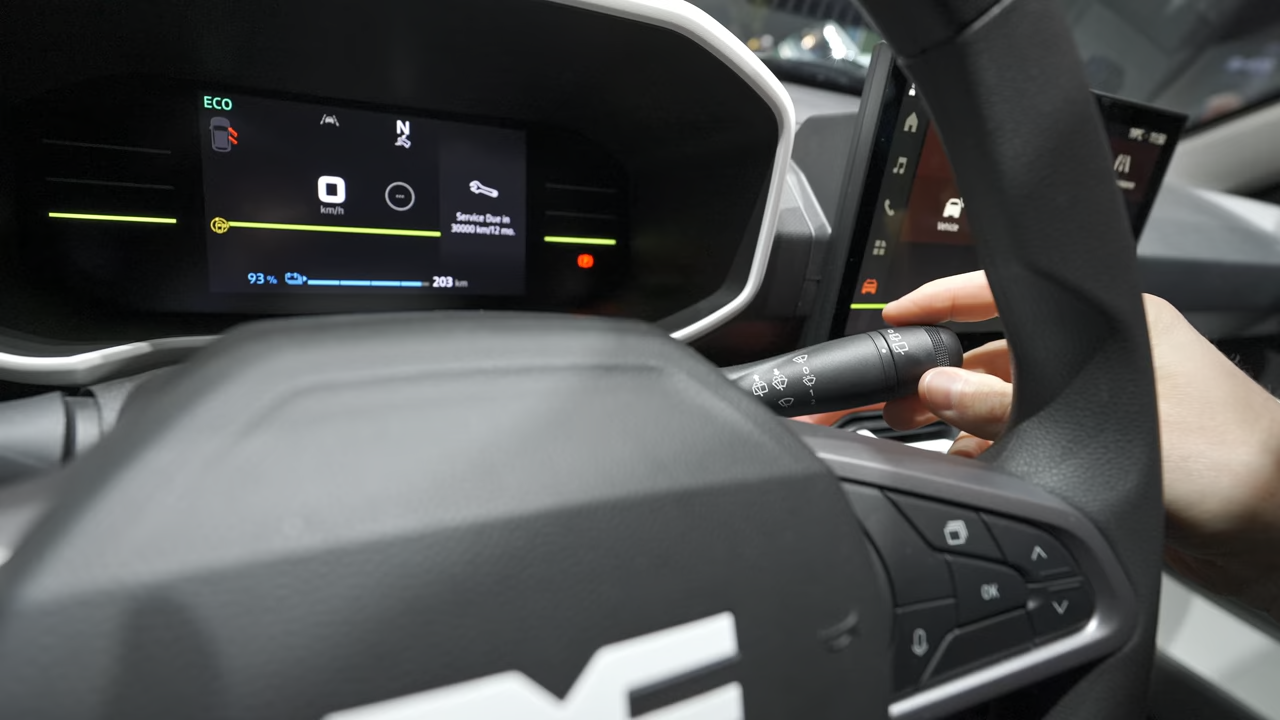 ECO
N
0
km/h
Service Due in
30000 km/12 mo.
93 %
203 km
Vehicle
OK